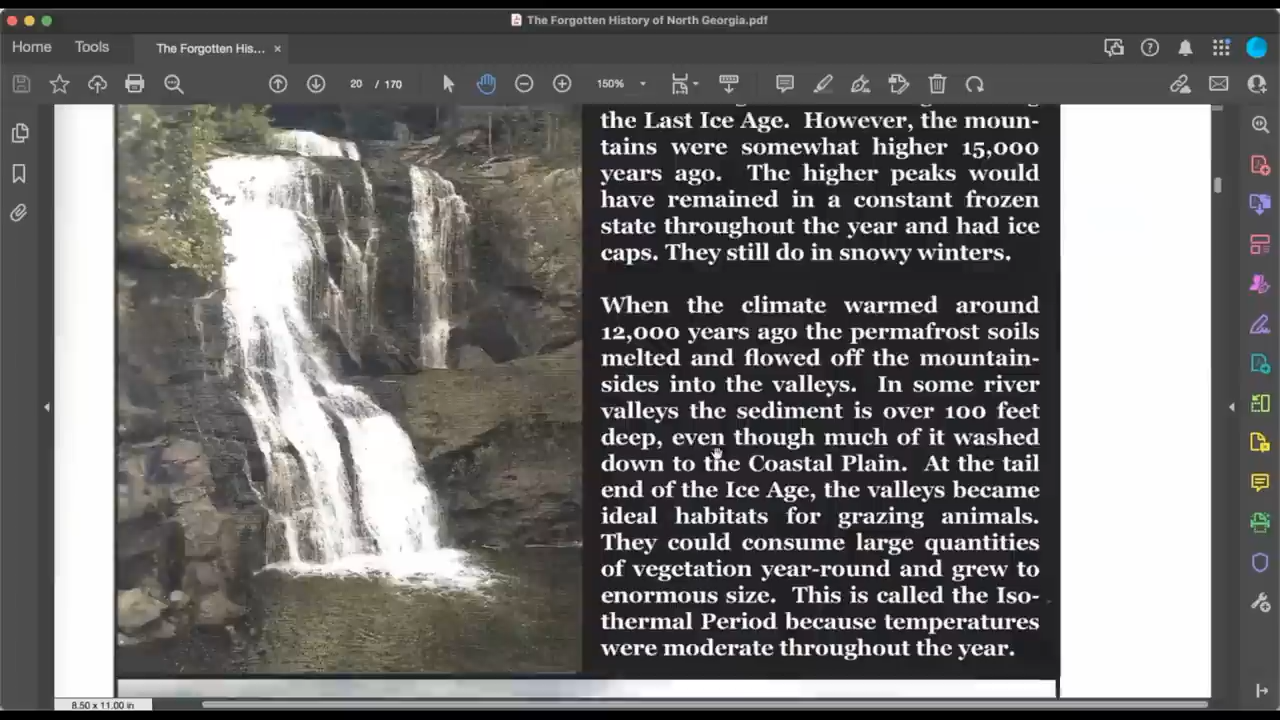 The Forgotten History of North Georgia.pdf
Home Tools The Forgotten His... ×
20 / 170 150%
the Last Ice Age. However, the moun-
tains were somewhat higher 15,000
years ago. The higher peaks would
have remained in a constant frozen
state throughout the year and had ice
caps. They still do in snowy winters.
When the climate warmed around
12,000 years ago the permafrost soils
melted and flowed off the mountain-
sides into the valleys. In some river
valleys the sediment is over 100 feet
deep, even though much of it washed
down to the Coastal Plain. At the tail
end of the Ice Age, the valleys became
ideal habitats for grazing animals.
They could consume large quantities
of vegetation year-round and grew to
enormous size. This is called the Iso-
thermal Period because temperatures
were moderate throughout the year.
8.50 x 11.00 in